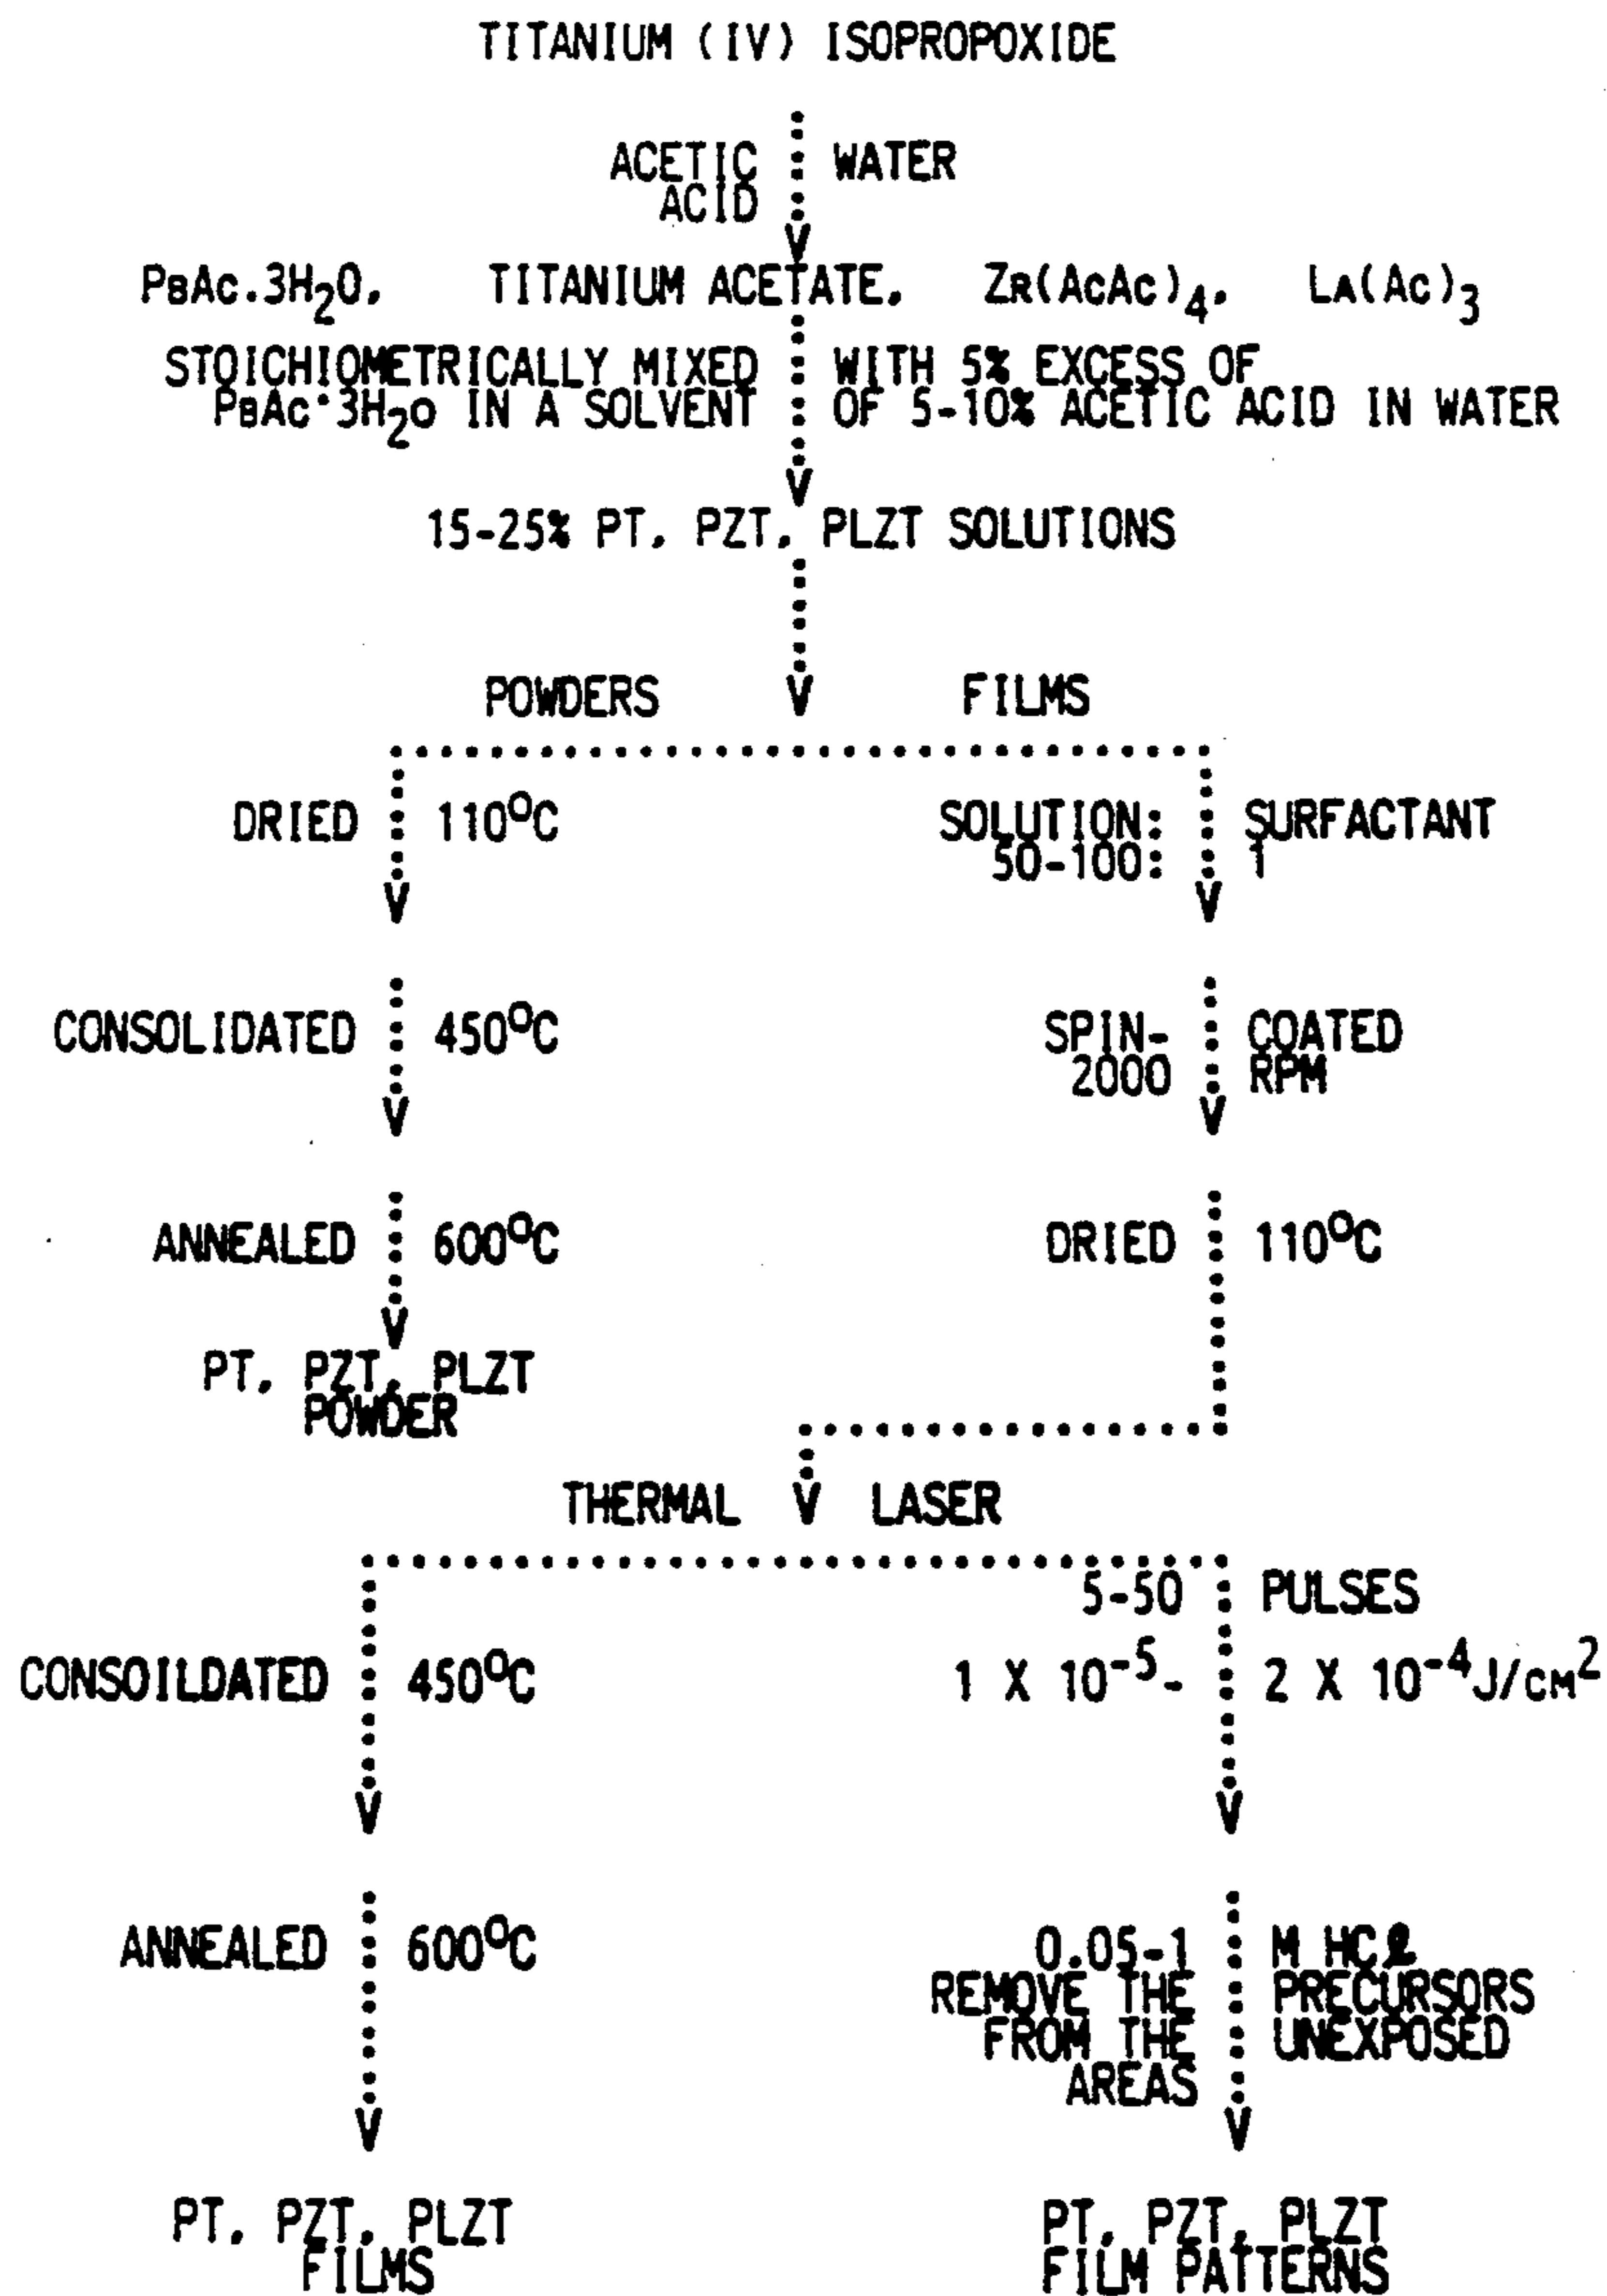 TITANIUM (IV) ISOPROPOXIDE
ACETIC WATER
ACID
PBAC.3H2O, TITANIUM ACETATE, ZR(ACAC)4, LA(AC)3
STOICHIOMETRICALLY MIXED WITH 5% EXCESS OF
PBAC·3H2O IN A SOLVENT OF 5-10% ACETIC ACID IN WATER
15-25% PT, PZT, PLZT SOLUTIONS
POWDERS FILMS
DRIED 110°C SOLUTION: SURFACTANT
50-100: 1
CONSOLIDATED 450°C SPIN- COATED
2000 RPM
ANNEALED 600°C DRIED 110°C
PT, PZT, PLZT
POWDER
THERMAL LASER
5-50 PULSES
CONSOILDATED 450°C 1 X 10-5- 2 X 10-4J/CM2
ANNEALED 600°C 0.05-1 M HCl
REMOVE THE PRECURSORS
FROM THE UNEXPOSED
AREAS
PT, PZT, PLZT PT, PZT, PLZT
FILMS FILM PATTERNS